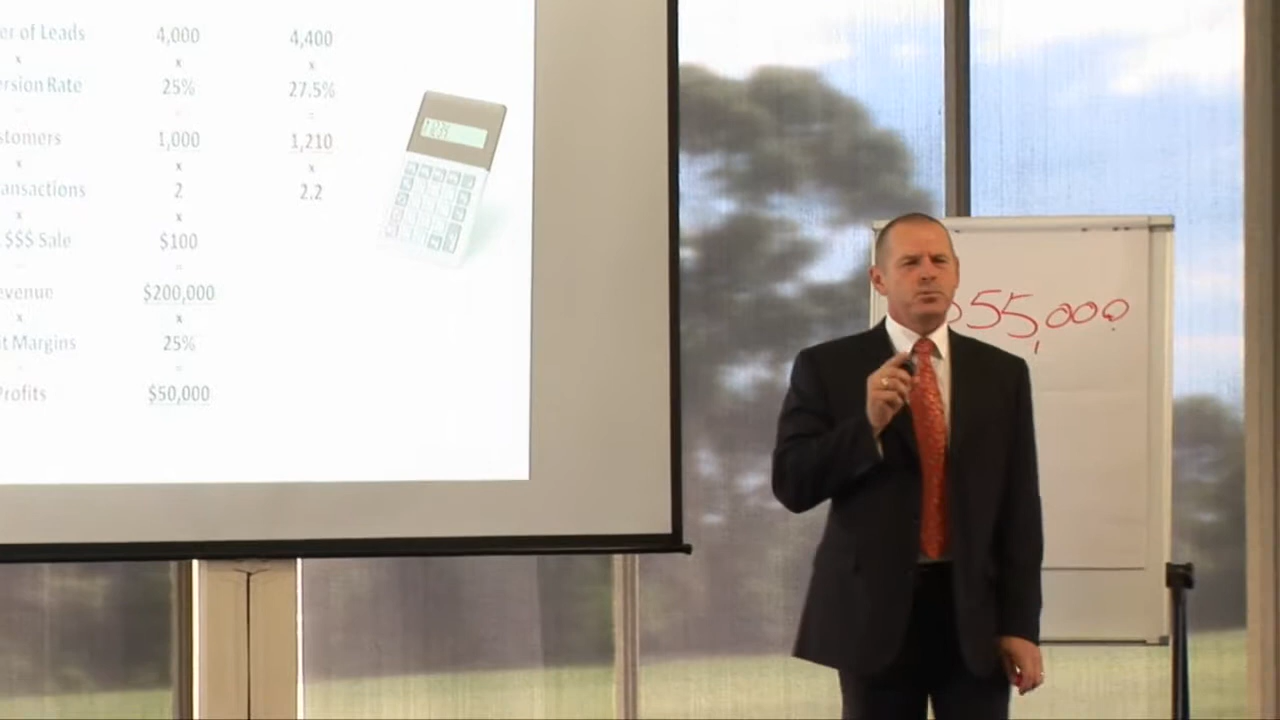 er of Leads 4,000 4,400
x x x
ersion Rate 25% 27.5%
= = =
stomers 1,000 1,210
x x x
ansactions 2 2.2
x x
. $$$ Sale $100
= =
evenue $200,000
x x
it Margins 25%
= =
Profits $50,000
55,000